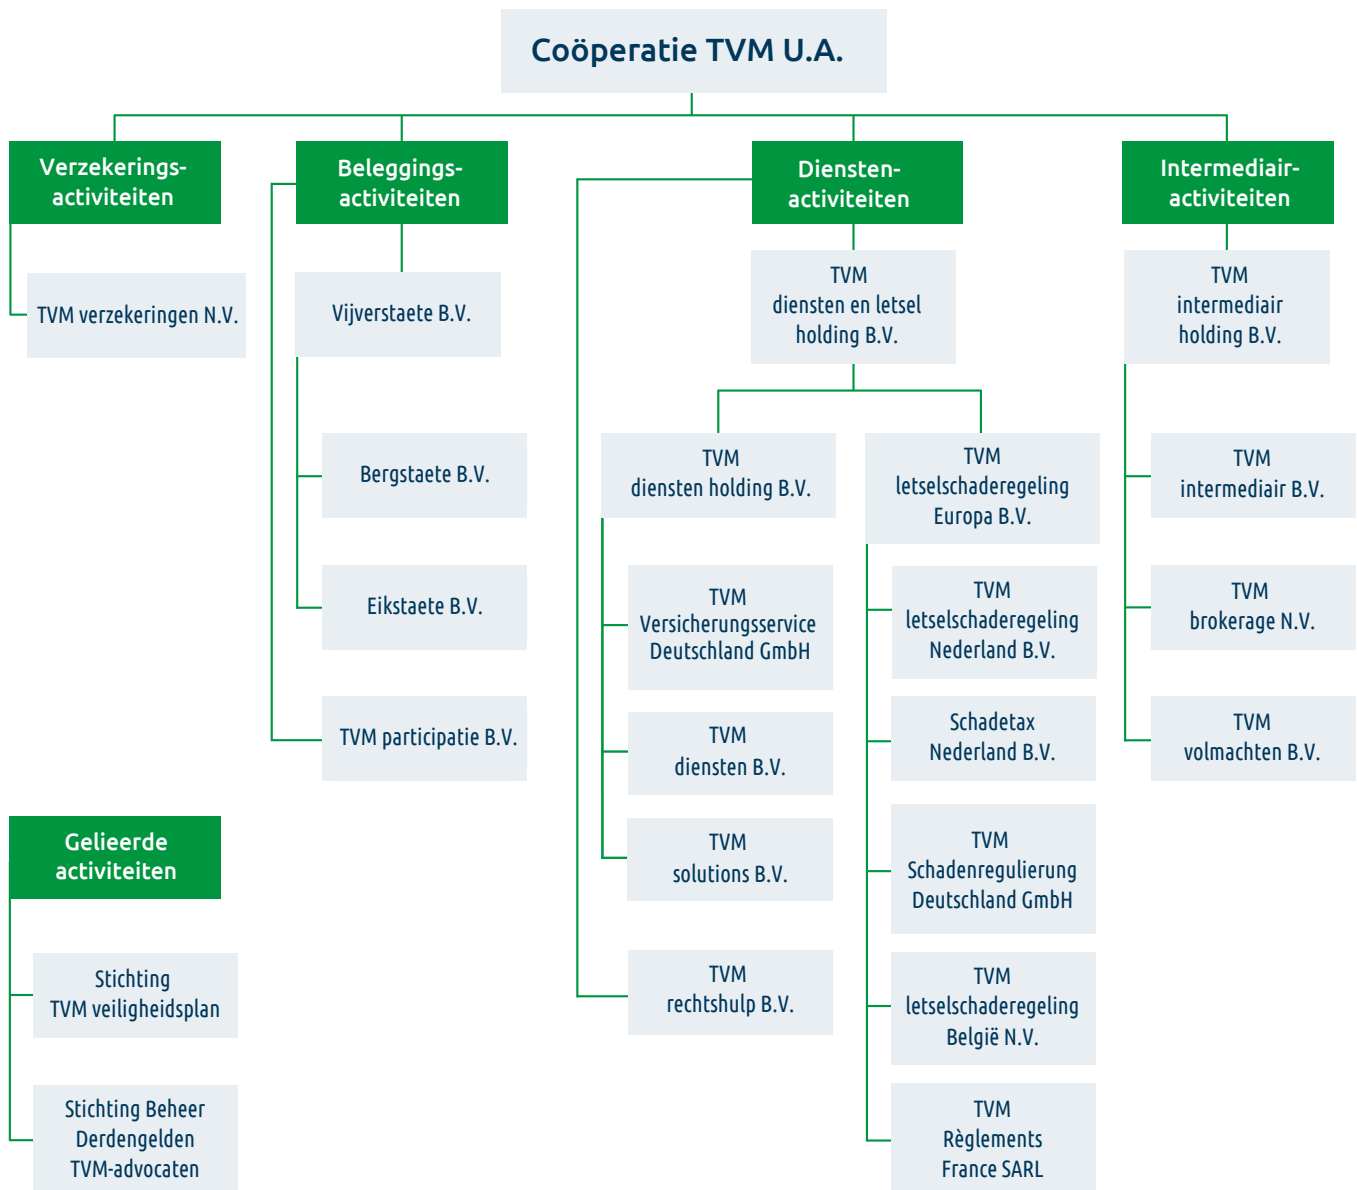 Coöperatie TVM U.A.
Verzekerings-
activiteiten
TVM verzekeringen N.V.
Beleggings-
activiteiten
Vijverstaete B.V.
Bergstaete B.V.
Eikstaete B.V.
TVM participatie B.V.
Diensten-
activiteiten
TVM
diensten en letsel
holding B.V.
TVM
diensten holding B.V.
TVM
Versicherungsservice
Deutschland GmbH
TVM
diensten B.V.
TVM
solutions B.V.
TVM
rechtshulp B.V.
TVM
letselschaderegeling
Europa B.V.
TVM
letselschaderegeling
Nederland B.V.
Schadetax
Nederland B.V.
TVM
Schadenregulierung
Deutschland GmbH
TVM
letselschaderegeling
België N.V.
TVM
Règlements
France SARL
Intermediair-
activiteiten
TVM
intermediair
holding B.V.
TVM
intermediair B.V.
TVM
brokerage N.V.
TVM
volmachten B.V.
Gelieerde
activiteiten
Stichting
TVM veiligheidsplan
Stichting Beheer
Derdengelden
TVM-advocaten